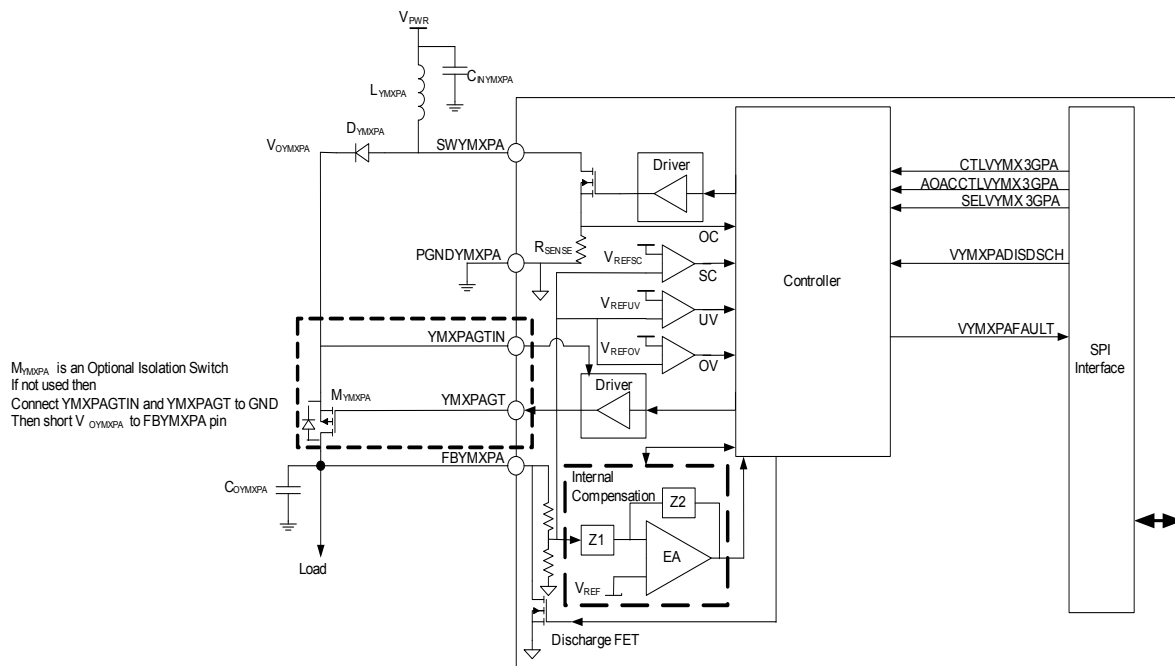 VPWR
CINYMXPA
LYMXPA
DYMXPA
VOYMXPA
SWYMXPA
Driver
CTLVYMX3GPA
AOACCTLVYMX3GPA
SELVYMX3GPA
OC
RSENSE
PGNDYMXPA
VREFSC
SC
VYMXPADISDSCH
Controller
VREFUV
UV
YMXPAGTIN
VREFOV
OV
VYMXPAFAULT
SPI
Interface
MYMXPA is an Optional Isolation Switch
If not used then
Connect YMXPAGTIN and YMXPAGT to GND
Then short VOYMXPA to FBYMXPA pin
MYMXPA
YMXPAGT
Driver
FBYMXPA
COYMXPA
Internal
Compensation
Z2
Z1
EA
VREF
Load
Discharge FET